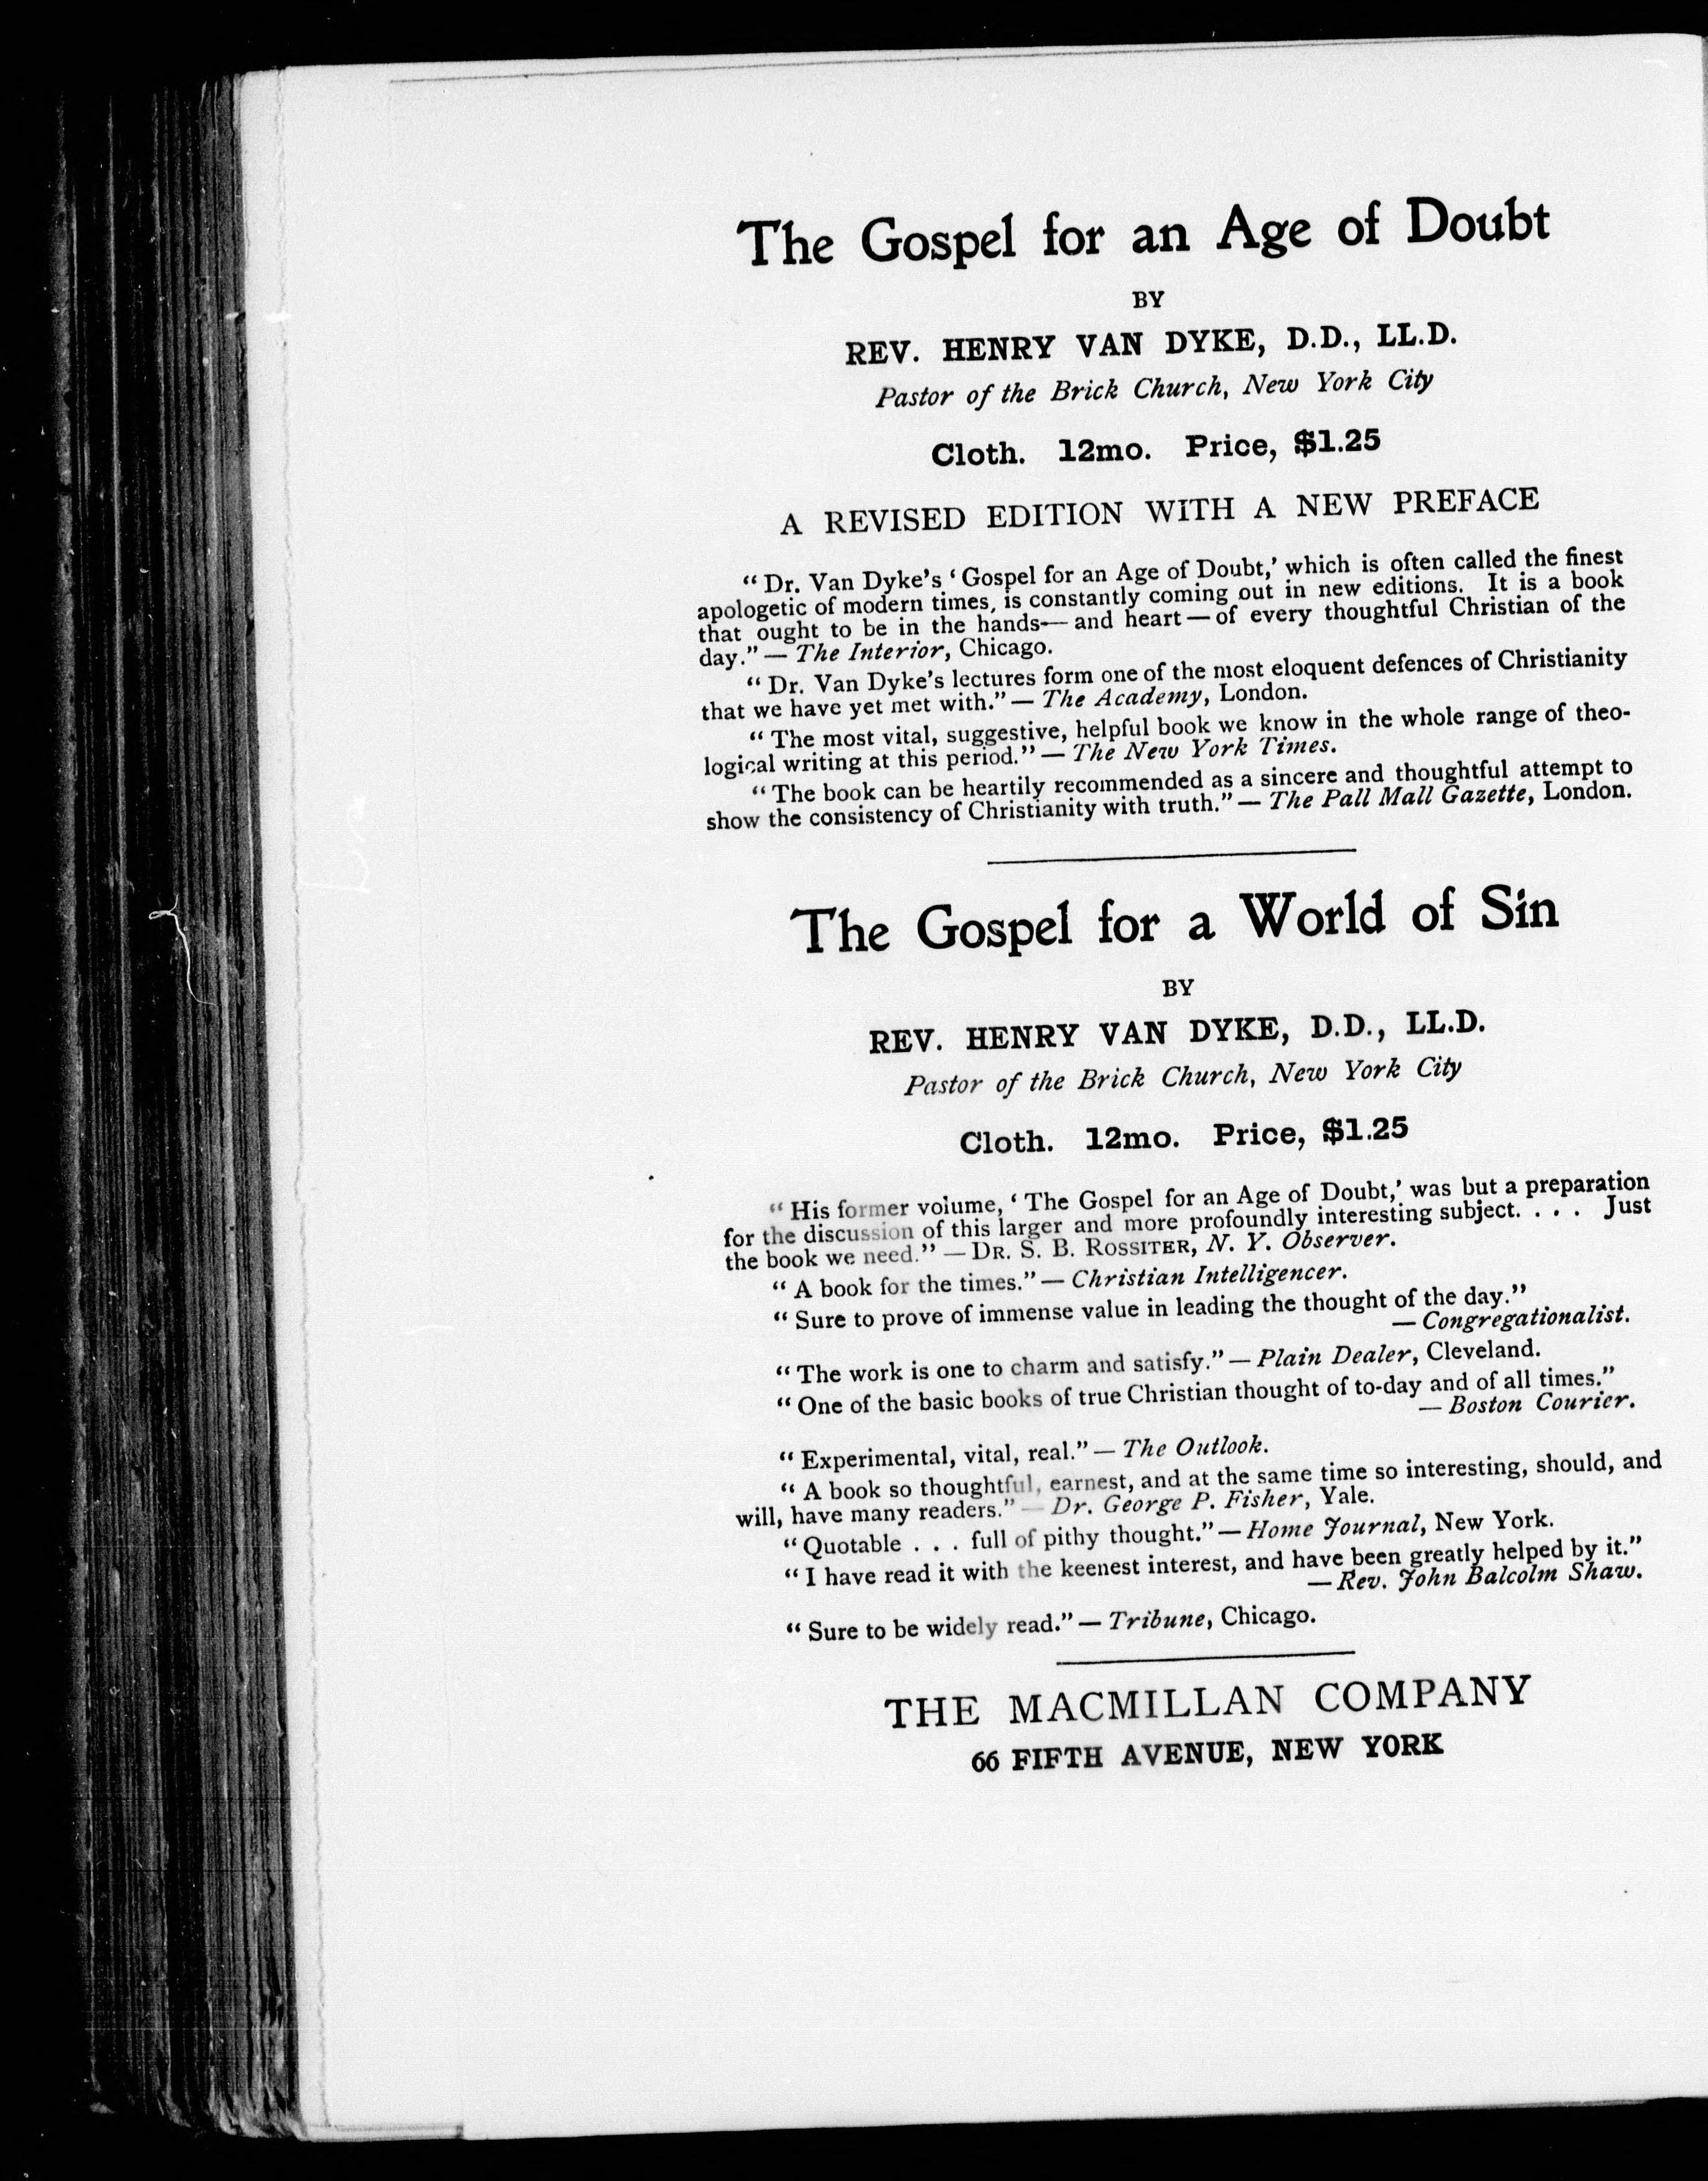 The Gospel for an Age of Doubt
BY
REV. HENRY VAN DYKE, D.D., LL.D.
Pastor of the Brick Church, New York City
Cloth. 12mo. Price, $1.25
A REVISED EDITION WITH A NEW PREFACE
“Dr. Van Dyke's ‘Gospel for an Age of Doubt,’ which is often called the finest
apologetic of modern times, is constantly coming out in new editions. It is a book
that ought to be in the hands—and heart—of every thoughtful Christian of the
day.”—The Interior, Chicago.
“Dr. Van Dyke's lectures form one of the most eloquent defences of Christianity
that we have yet met with.”—The Academy, London.
“The most vital, suggestive, helpful book we know in the whole range of theo-
logical writing at this period.”—The New York Times.
“The book can be heartily recommended as a sincere and thoughtful attempt to
show the consistency of Christianity with truth.”—The Pall Mall Gazette, London.
The Gospel for a World of Sin
BY
REV. HENRY VAN DYKE, D.D., LL.D.
Pastor of the Brick Church, New York City
Cloth. 12mo. Price, $1.25
“His former volume, ‘The Gospel for an Age of Doubt,’ was but a preparation
for the discussion of this larger and more profoundly interesting subject. . . . Just
the book we need.”—DR. S. B. ROSSITER, N. Y. Observer.
“A book for the times.”—Christian Intelligencer.
“Sure to prove of immense value in leading the thought of the day.”
—Congregationalist.
“The work is one to charm and satisfy.”—Plain Dealer, Cleveland.
“One of the basic books of true Christian thought of to-day and of all times.”
—Boston Courier.
“Experimental, vital, real.”—The Outlook.
“A book so thoughtful, earnest, and at the same time so interesting, should, and
will, have many readers.”—Dr. George P. Fisher, Yale.
“Quotable . . . full of pithy thought.”—Home Journal, New York.
“I have read it with the keenest interest, and have been greatly helped by it.”
—Rev. John Balcolm Shaw.
“Sure to be widely read.”—Tribune, Chicago.
THE MACMILLAN COMPANY
66 FIFTH AVENUE, NEW YORK